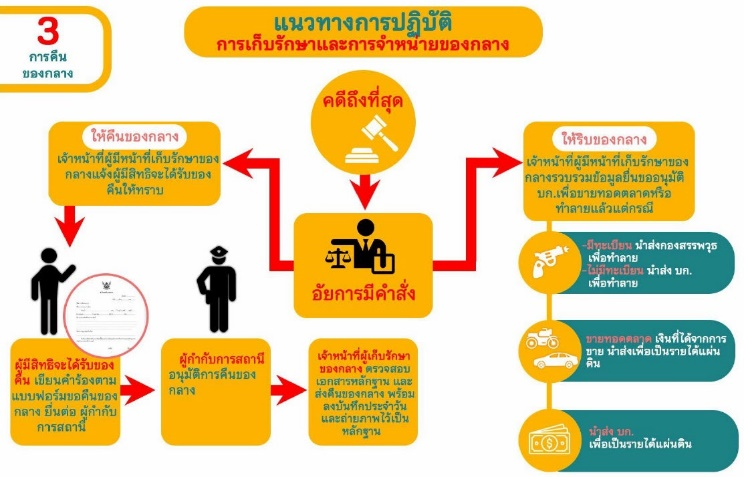 3
การคืน
ของกลาง
แนวทางการปฏิบัติ
การเก็บรักษาและการจำหน่ายของกลาง
คดีถึงที่สุด
อัยการมีคำสั่ง
ให้คืนของกลาง
เจ้าหน้าที่ผู้มีหน้าที่เก็บรักษาของ
กลางแจ้งผู้มีสิทธิจะได้รับของ
คืนให้ทราบ
ผู้มีสิทธิจะได้รับของ
คืน เขียนคำร้องตาม
แบบฟอร์มขอคืนของ
กลาง ยื่นต่อ ผู้กำกับ
การสถานี
ผู้กำกับการสถานี
อนุมัติการคืนของ
กลาง
เจ้าหน้าที่ผู้เก็บรักษา
ของกลาง ตรวจสอบ
เอกสารหลักฐาน และ
ส่งคืนของกลาง พร้อม
ลงบันทึกประจำวัน
และถ่ายภาพไว้เป็น
หลักฐาน
ให้ริบของกลาง
เจ้าหน้าที่ผู้มีหน้าที่เก็บรักษาของ
กลางรวบรวมข้อมูลยื่นขออนุมัติ
บก.เพื่อขายทอดตลาดหรือ
ทำลายแล้วแต่กรณี
-มีทะเบียน นำส่งกองสรรพวุธ
เพื่อทำลาย
-ไม่มีทะเบียน นำส่ง บก.
เพื่อทำลาย
ขายทอดตลาด เงินที่ได้จากการ
ขาย นำส่งเพื่อเป็นรายได้แผ่น
ดิน
นำส่ง บก.
เพื่อเป็นรายได้แผ่นดิน